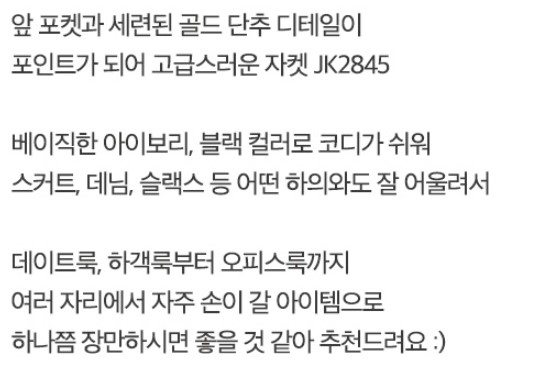 앞 포켓과 세련된 골드 단추 디테일이
포인트가 되어 고급스러운 자켓 JK2845
베이직한 아이보리, 블랙 컬러로 코디가 쉬워
스커트, 데님, 슬랙스 등 어떤 하의와도 잘 어울려서
데이트룩, 하객룩부터 오피스룩까지
여러 자리에서 자주 손이 갈 아이템으로
하나쯤 장만하시면 좋을 것 같아 추천드려요 :)